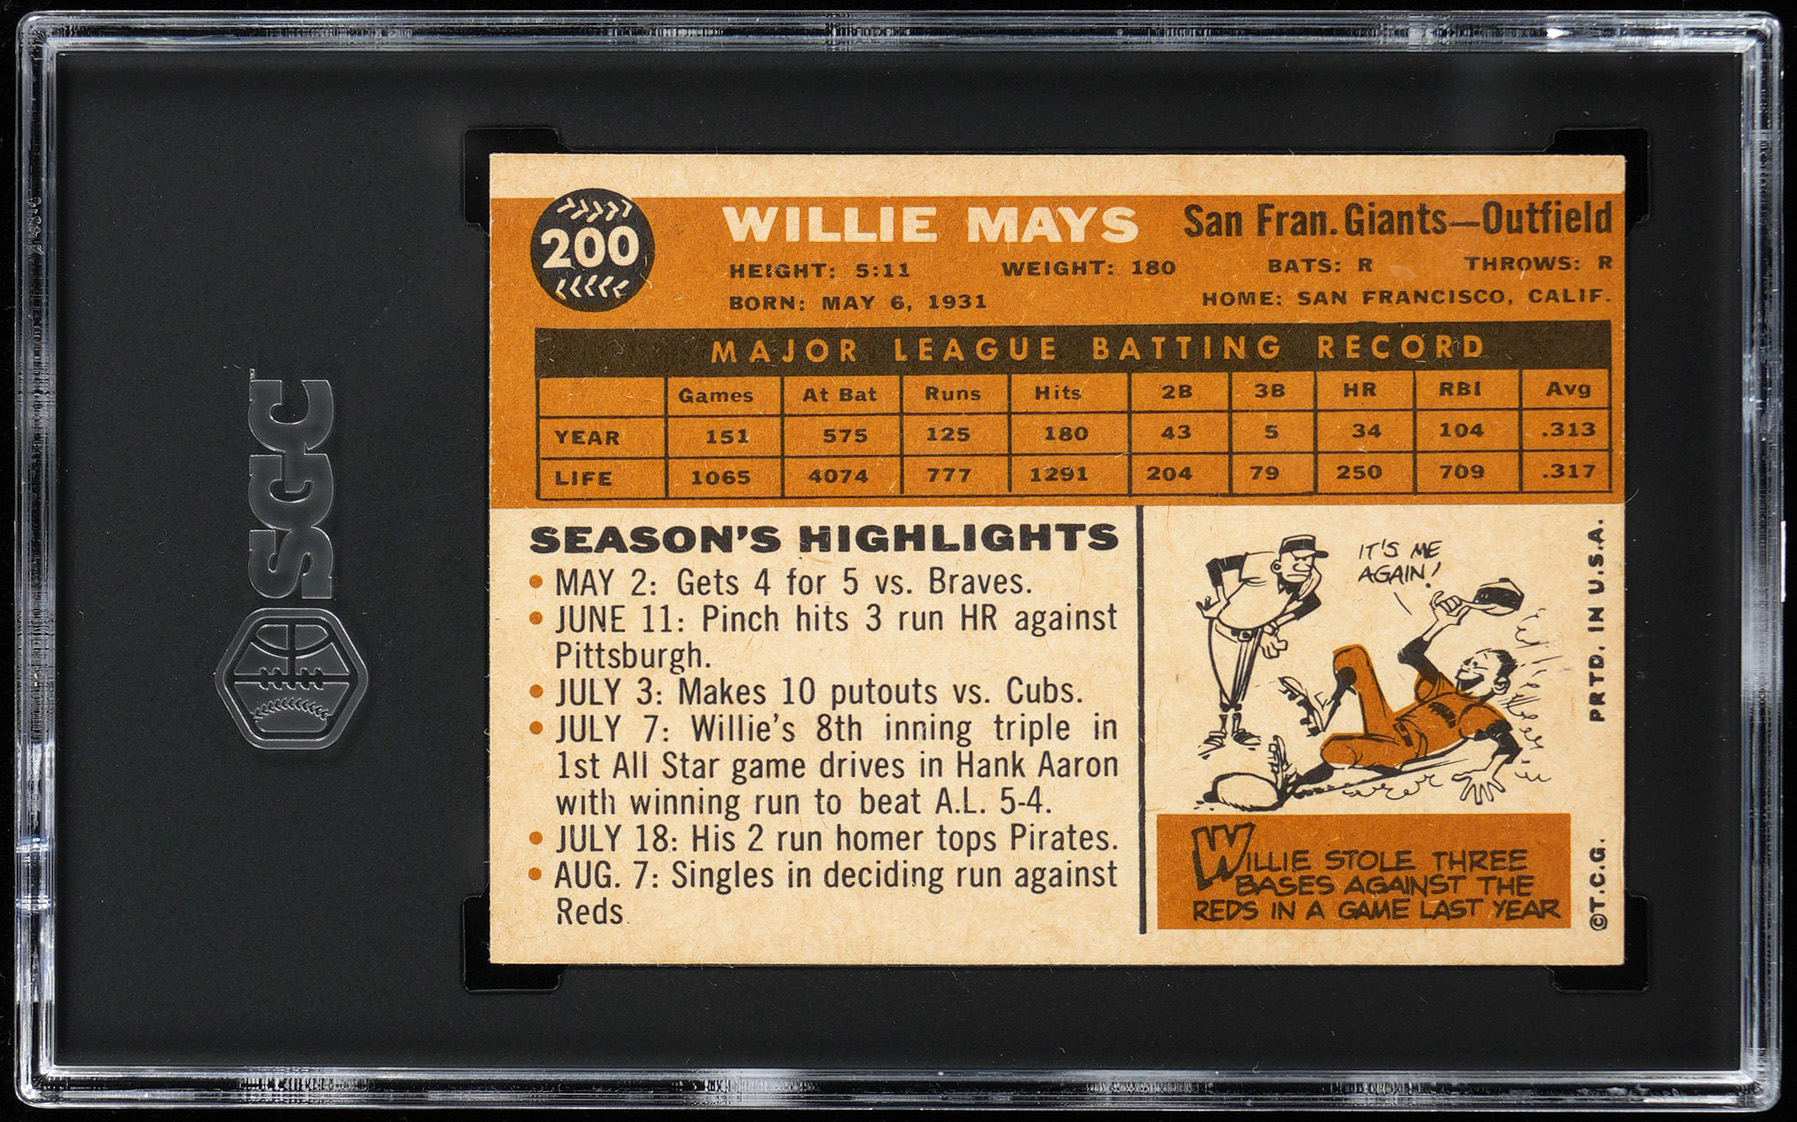 SGC
200
WILLIE MAYS San Fran. Giants—Outfield
HEIGHT: 5:11 WEIGHT: 180 BATS: R THROWS: R
BORN: MAY 6, 1931 HOME: SAN FRANCISCO, CALIF.
MAJOR LEAGUE BATTING RECORD
Games At Bat Runs Hits 2B 3B HR RBI Avg
YEAR 151 575 125 180 43 5 34 104 .313
LIFE 1065 4074 777 1291 204 79 250 709 .317
SEASON'S HIGHLIGHTS
• MAY 2: Gets 4 for 5 vs. Braves.
• JUNE 11: Pinch hits 3 run HR against
Pittsburgh.
• JULY 3: Makes 10 putouts vs. Cubs.
• JULY 7: Willie's 8th inning triple in
1st All Star game drives in Hank Aaron
with winning run to beat A.L. 5-4.
• JULY 18: His 2 run homer tops Pirates.
• AUG. 7: Singles in deciding run against
Reds.
IT'S ME
AGAIN!
WILLIE STOLE THREE
BASES AGAINST THE
REDS IN A GAME LAST YEAR
©T.C.G. PRTD. IN U.S.A.